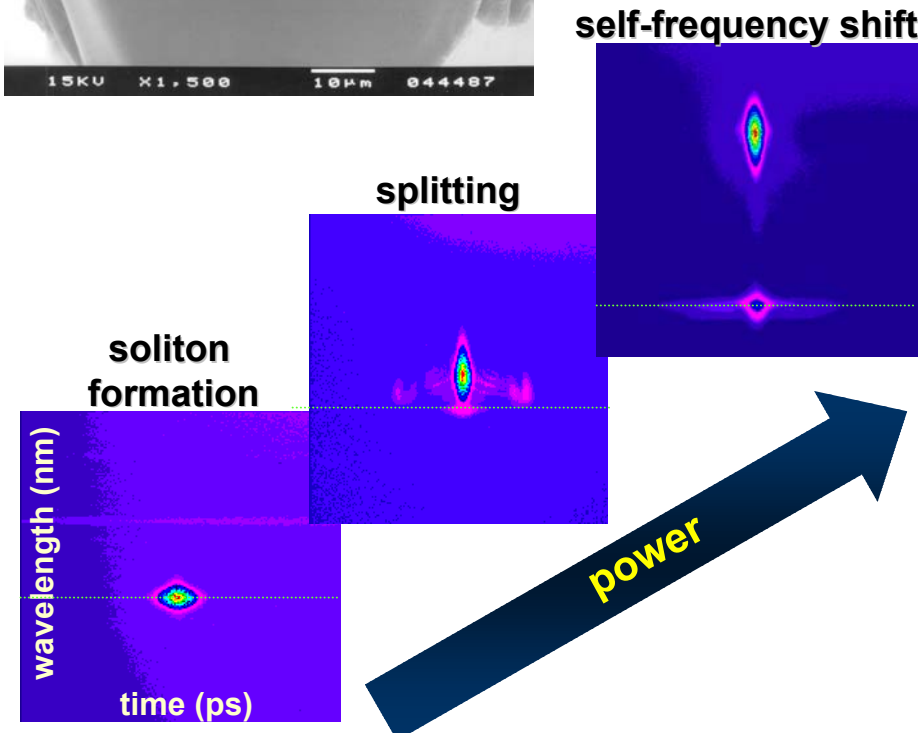 self-frequency shift
15KV X1,500 10µm 044487
splitting
soliton
formation
wavelength (nm)
power
time (ps)